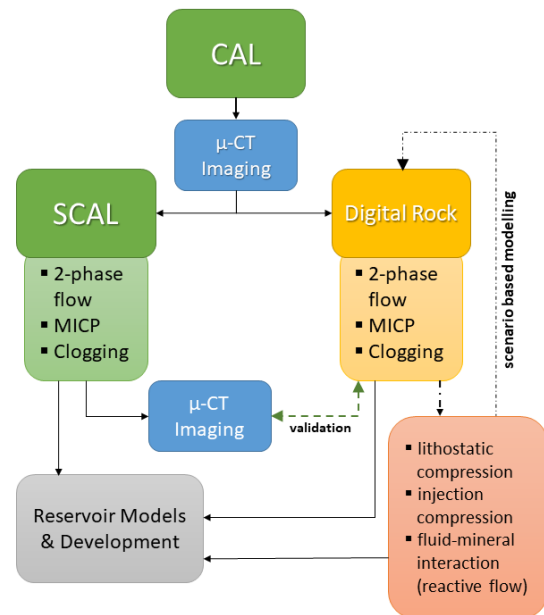 CAL
μ-CT
Imaging
SCAL
Digital Rock
▪ 2-phase
flow
▪ MICP
▪ Clogging
▪ 2-phase
flow
▪ MICP
▪ Clogging
scenario based modelling
μ-CT
Imaging
validation
Reservoir Models
& Development
▪ lithostatic
compression
▪ injection
compression
▪ fluid-mineral
interaction
(reactive flow)